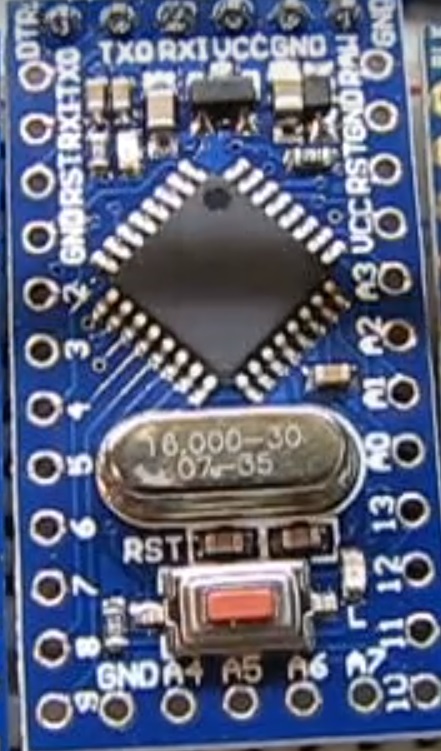 DTR TXO RXI VCC GND GND
TXO RAW
RXI GND
RST RST
GND VCC
2 A3
3 A2
4 A1
16.000-30
07-35
5 A0
6 13
RST
7 12
8 11
GND A4 A5 A6 A7
9 10